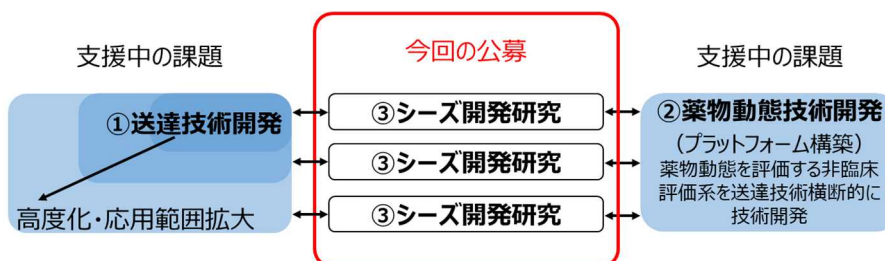 支援中の課題
今回の公募
支援中の課題
①送達技術開発
高度化・応用範囲拡大
③シーズ開発研究
③シーズ開発研究
③シーズ開発研究
②薬物動態技術開発
(プラットフォーム構築)
薬物動態を評価する非臨床
評価系を送達技術横断的に
技術開発